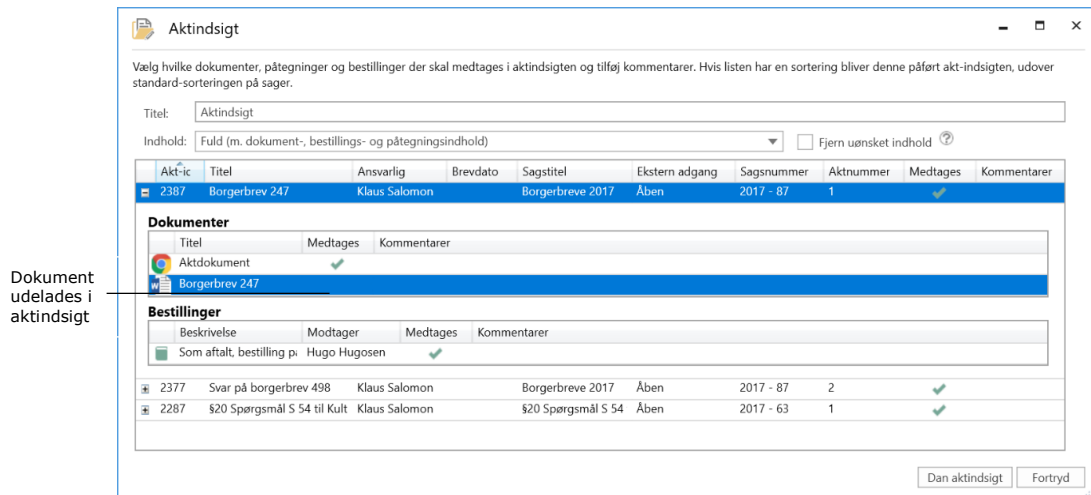 Aktindsigt
Vælg hvilke dokumenter, påtegninger og bestillinger der skal medtages i aktindsigten og tilføj kommentarer. Hvis listen har en sortering bliver denne påført akt-indsigten, udover
standard-sorteringen på sager.
Titel: Aktindsigt
Indhold: Fuld (m. dokument-, bestillings- og påtegningsindhold) Fjern uønsket indhold ?
Akt-ic Titel Ansvarlig Brevdato Sagstitel Ekstern adgang Sagsnummer Aktnummer Medtages Kommentarer
2387 Borgerbrev 247 Klaus Salomon Borgerbreve 2017 Åben 2017 - 87 1
Dokumenter
Titel Medtages Kommentarer
Aktdokument
Borgerbrev 247
Dokument
udelades i
aktindsigt
Bestillinger
Beskrivelse Modtager Medtages Kommentarer
Som aftalt, bestilling på Hugo Hugosen
2377 Svar på borgerbrev 498 Klaus Salomon Borgerbreve 2017 Åben 2017 - 87 2
2287 §20 Spørgsmål S 54 til Kult Klaus Salomon §20 Spørgsmål S 54 Åben 2017 - 63 1
Dan aktindsigt Fortryd